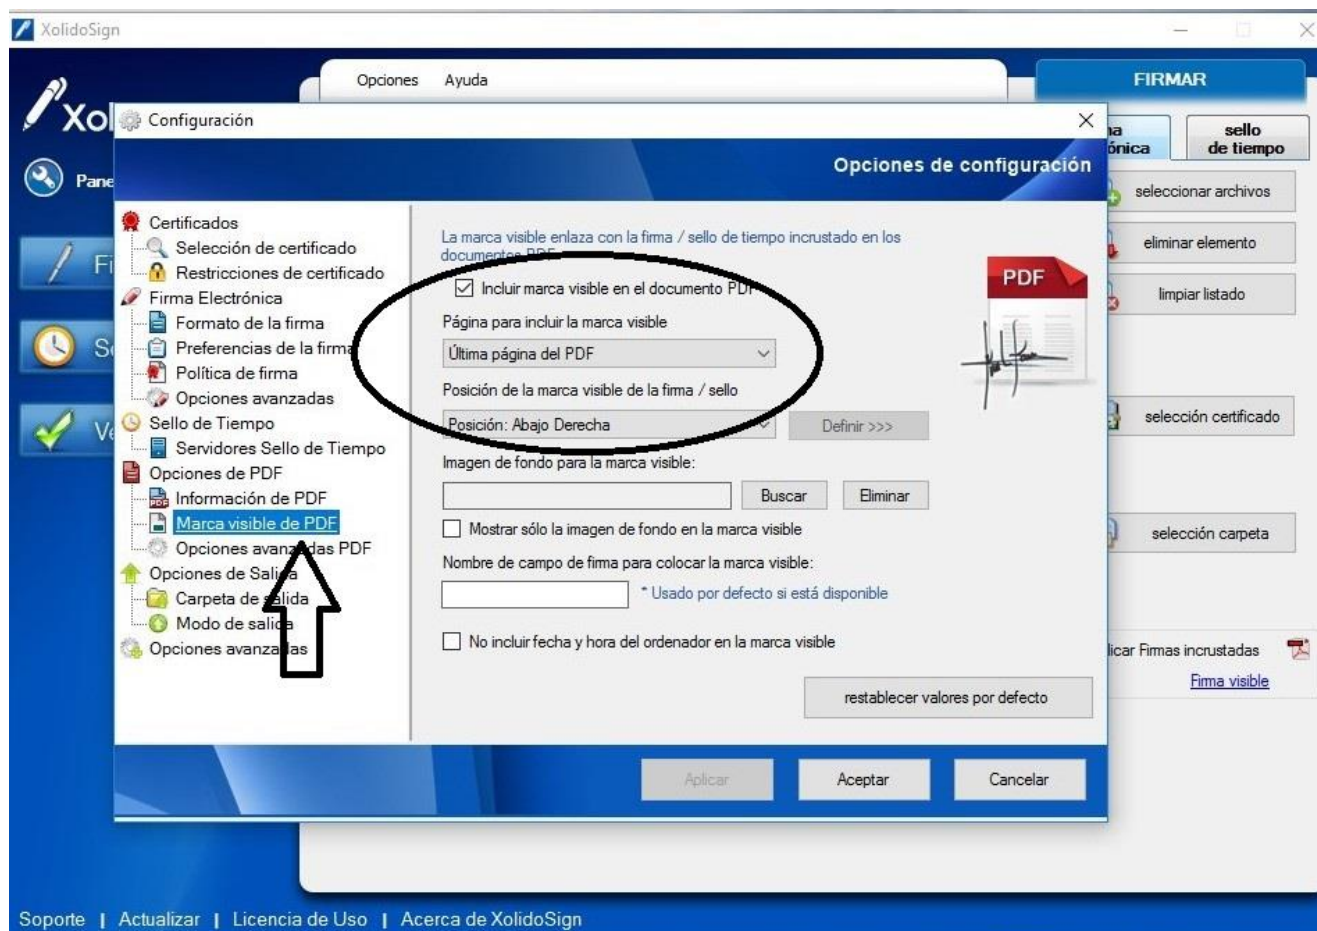 XolidoSign
Opciones Ayuda
FIRMAR
Xol
Configuración
sello
de tiempo
Opciones de configuración
seleccionar archivos
eliminar elemento
limpiar listado
selección certificado
selección carpeta
Firmas incrustadas
Firma visible
Certificados
Selección de certificado
Restricciones de certificado
Firma Electrónica
Formato de la firma
Preferencias de la firma
Política de firma
Opciones avanzadas
Sello de Tiempo
Servidores Sello de Tiempo
Opciones de PDF
Información de PDF
Marca visible de PDF
Opciones avanzadas PDF
Opciones de Salida
Carpeta de salida
Modo de salida
Opciones avanzadas
La marca visible enlaza con la firma / sello de tiempo incrustado en los
documentos PDF
Incluir marca visible en el documento PDF
PDF
Página para incluir la marca visible
Última página del PDF
Posición de la marca visible de la firma / sello
Posición: Abajo Derecha
Definir >>>
Imagen de fondo para la marca visible:
Buscar Eliminar
Mostrar sólo la imagen de fondo en la marca visible
Nombre de campo de firma para colocar la marca visible:
* Usado por defecto si está disponible
No incluir fecha y hora del ordenador en la marca visible
restablecer valores por defecto
Aplicar Aceptar Cancelar
Soporte | Actualizar | Licencia de Uso | Acerca de XolidoSign